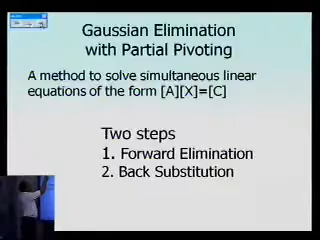 Gaussian Elimination
with Partial Pivoting
A method to solve simultaneous linear
equations of the form [A][X]=[C]
Two steps
1. Forward Elimination
2. Back Substitution